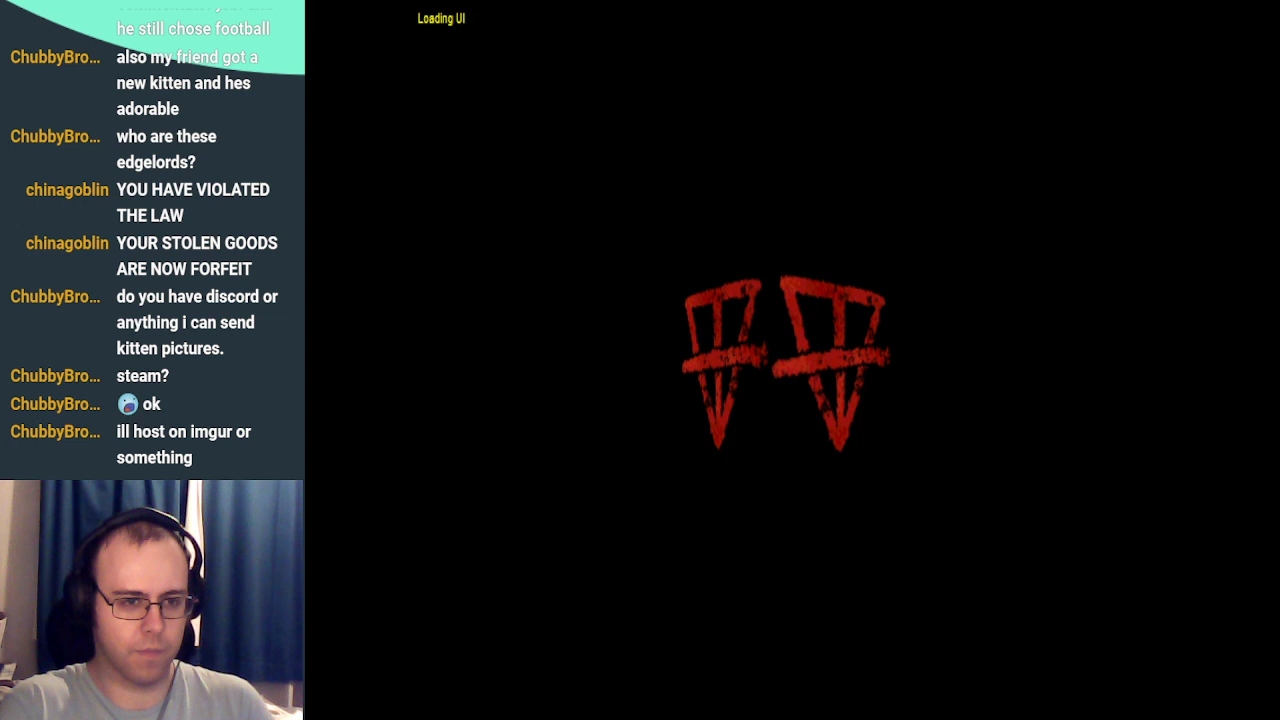 he still chose football
ChubbyBro... also my friend got a
new kitten and hes
adorable
ChubbyBro... who are these
edgelords?
chinagoblin YOU HAVE VIOLATED
THE LAW
chinagoblin YOUR STOLEN GOODS
ARE NOW FORFEIT
ChubbyBro... do you have discord or
anything i can send
kitten pictures.
ChubbyBro... steam?
ChubbyBro... ok
ChubbyBro... ill host on imgur or
something
Loading UI